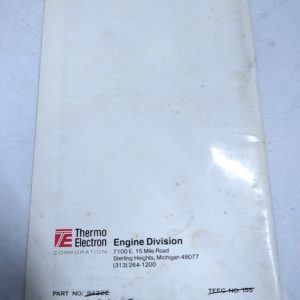 TE Thermo
Electron
CORPORATION
Engine Division
7100 E. 15 Mile Road
Sterling Heights, Michigan 48077
(313) 264-1200
PART NO. 94322
TEEC NO. 155